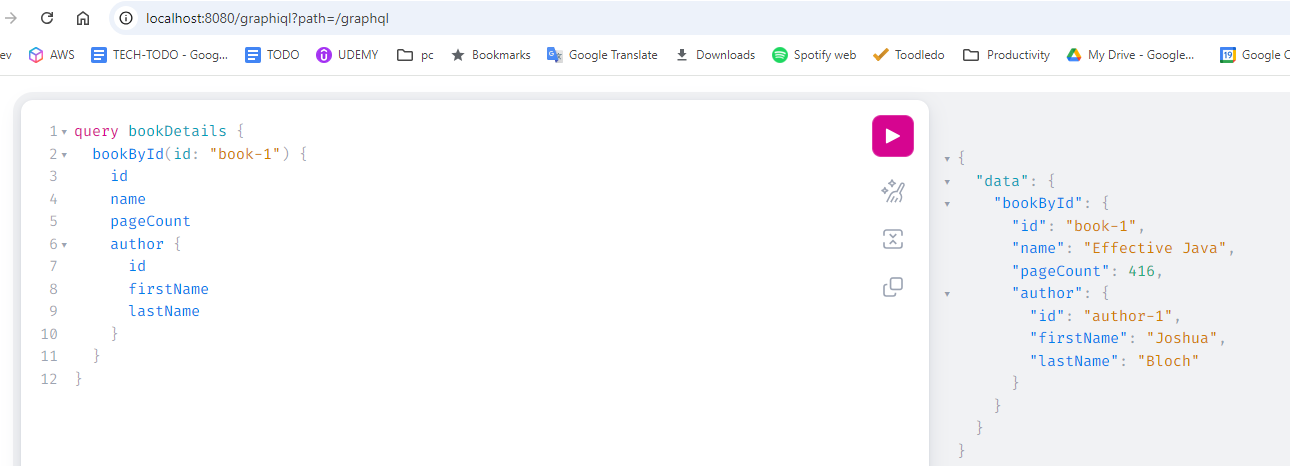 localhost:8080/graphiql?path=/graphql
ev AWS TECH-TODO - Goog... TODO UDEMY pc Bookmarks Google Translate Downloads Spotify web Toodledo Productivity My Drive - Google... 19 Google C
1 query bookDetails {
2 bookById(id: "book-1") {
3 id
4 name
5 pageCount
6 author {
7 id
8 firstName
9 lastName
10 }
11 }
12 }
{
"data": {
"bookById": {
"id": "book-1",
"name": "Effective Java",
"pageCount": 416,
"author": {
"id": "author-1",
"firstName": "Joshua",
"lastName": "Bloch"
}
}
}
}